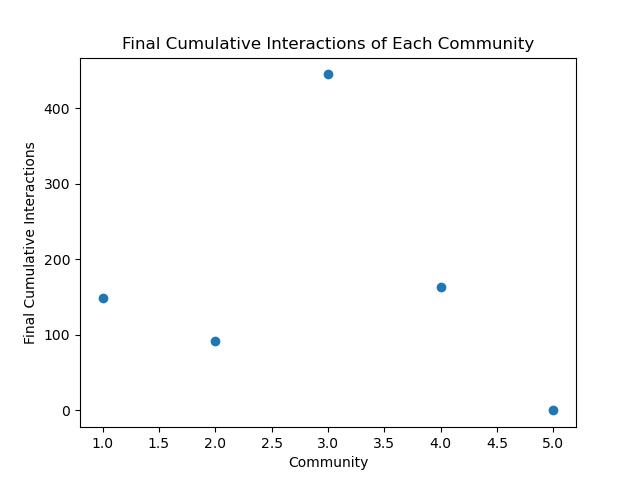 Final Cumulative Interactions of Each Community
Final Cumulative Interactions
400
300
200
100
0
1.0 1.5 2.0 2.5 3.0 3.5 4.0 4.5 5.0
Community